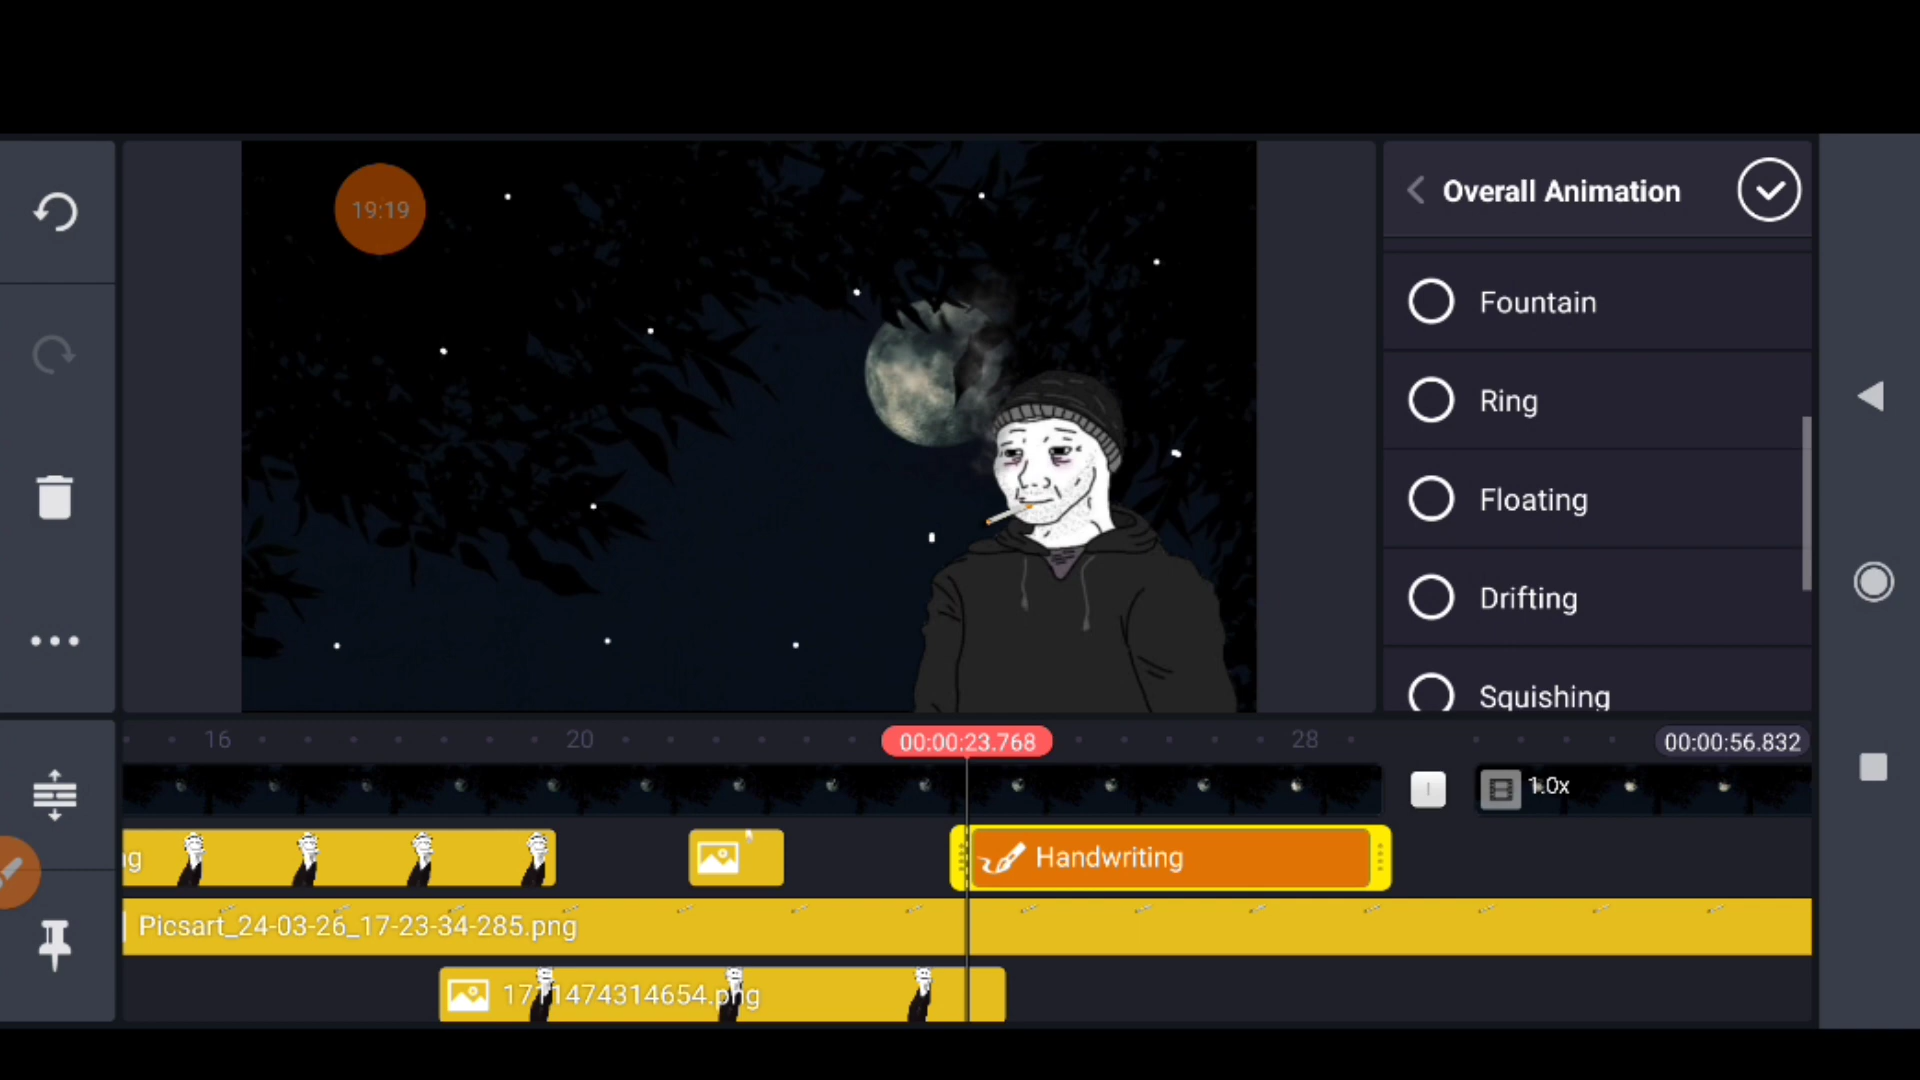 19:19
Overall Animation
Fountain
Ring
Floating
Drifting
Squishing
16
20
00:00:23.768
28
00:00:56.832
1.0x
ng
Handwriting
Picsart_24-03-26_17-23-34-285.png
1711474314654.png